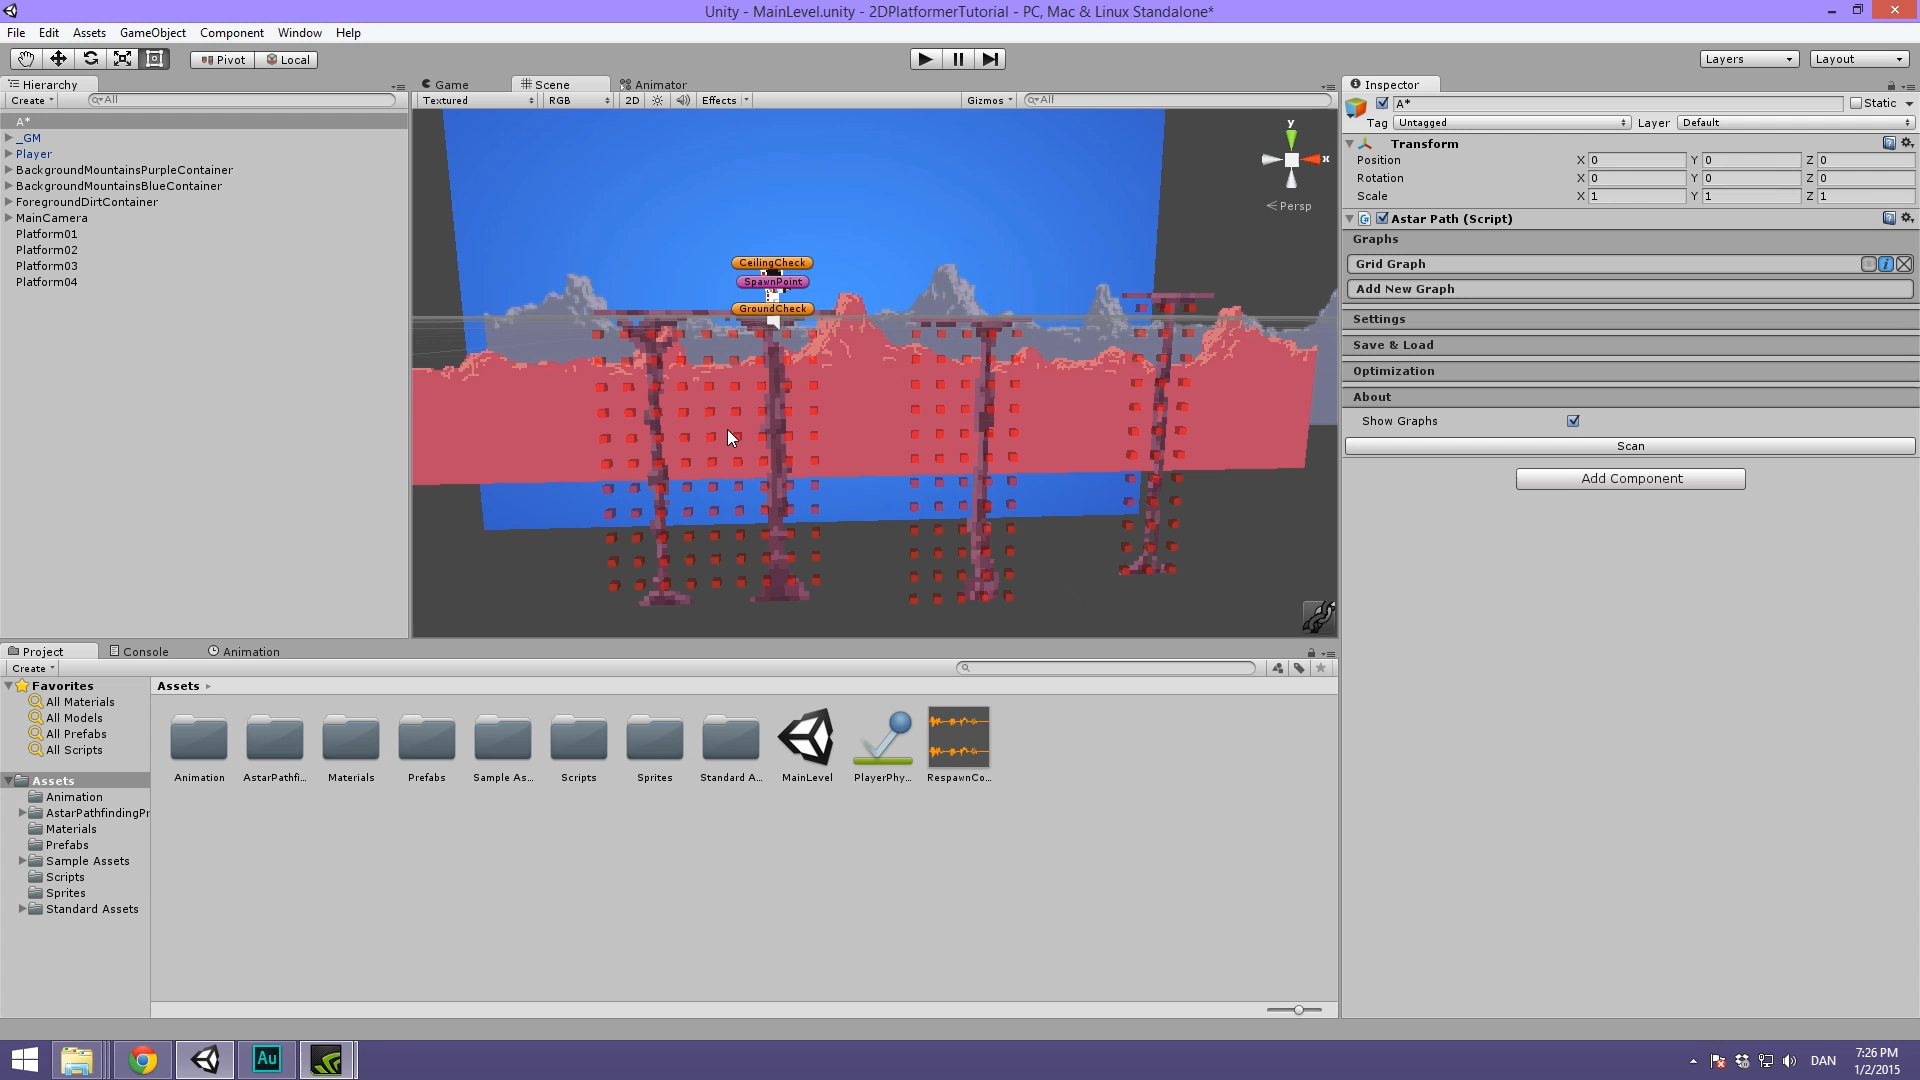 Unity - MainLevel.unity - 2DPlatformerTutorial - PC, Mac & Linux Standalone*
File Edit Assets GameObject Component Window Help
Pivot Local Layers Layout
Hierarchy
Create All
A*
_GM
Player
BackgroundMountainsPurpleContainer
BackgroundMountainsBlueContainer
ForegroundDirtContainer
MainCamera
Platform01
Platform02
Platform03
Platform04
Game Scene Animator
Textured RGB 2D Effects Gizmos All
y
x
Persp
CeilingCheck
SpawnPoint
GroundCheck
Inspector
A* Static
Tag Untagged Layer Default
Transform
Position X 0 Y 0 Z 0
Rotation X 0 Y 0 Z 0
Scale X 1 Y 1 Z 1
Astar Path (Script)
Graphs
Grid Graph
Add New Graph
Settings
Save & Load
Optimization
About
Show Graphs
Scan
Add Component
Project Console Animation
Create
Favorites
All Materials
All Models
All Prefabs
All Scripts
Assets
Animation
AstarPathfindingPr
Materials
Prefabs
Sample Assets
Scripts
Sprites
Standard Assets
Assets
Animation AstarPathfi... Materials Prefabs Sample As... Scripts Sprites Standard A... MainLevel PlayerPhy... RespawnCo...
Au
DAN
7:26 PM
1/2/2015